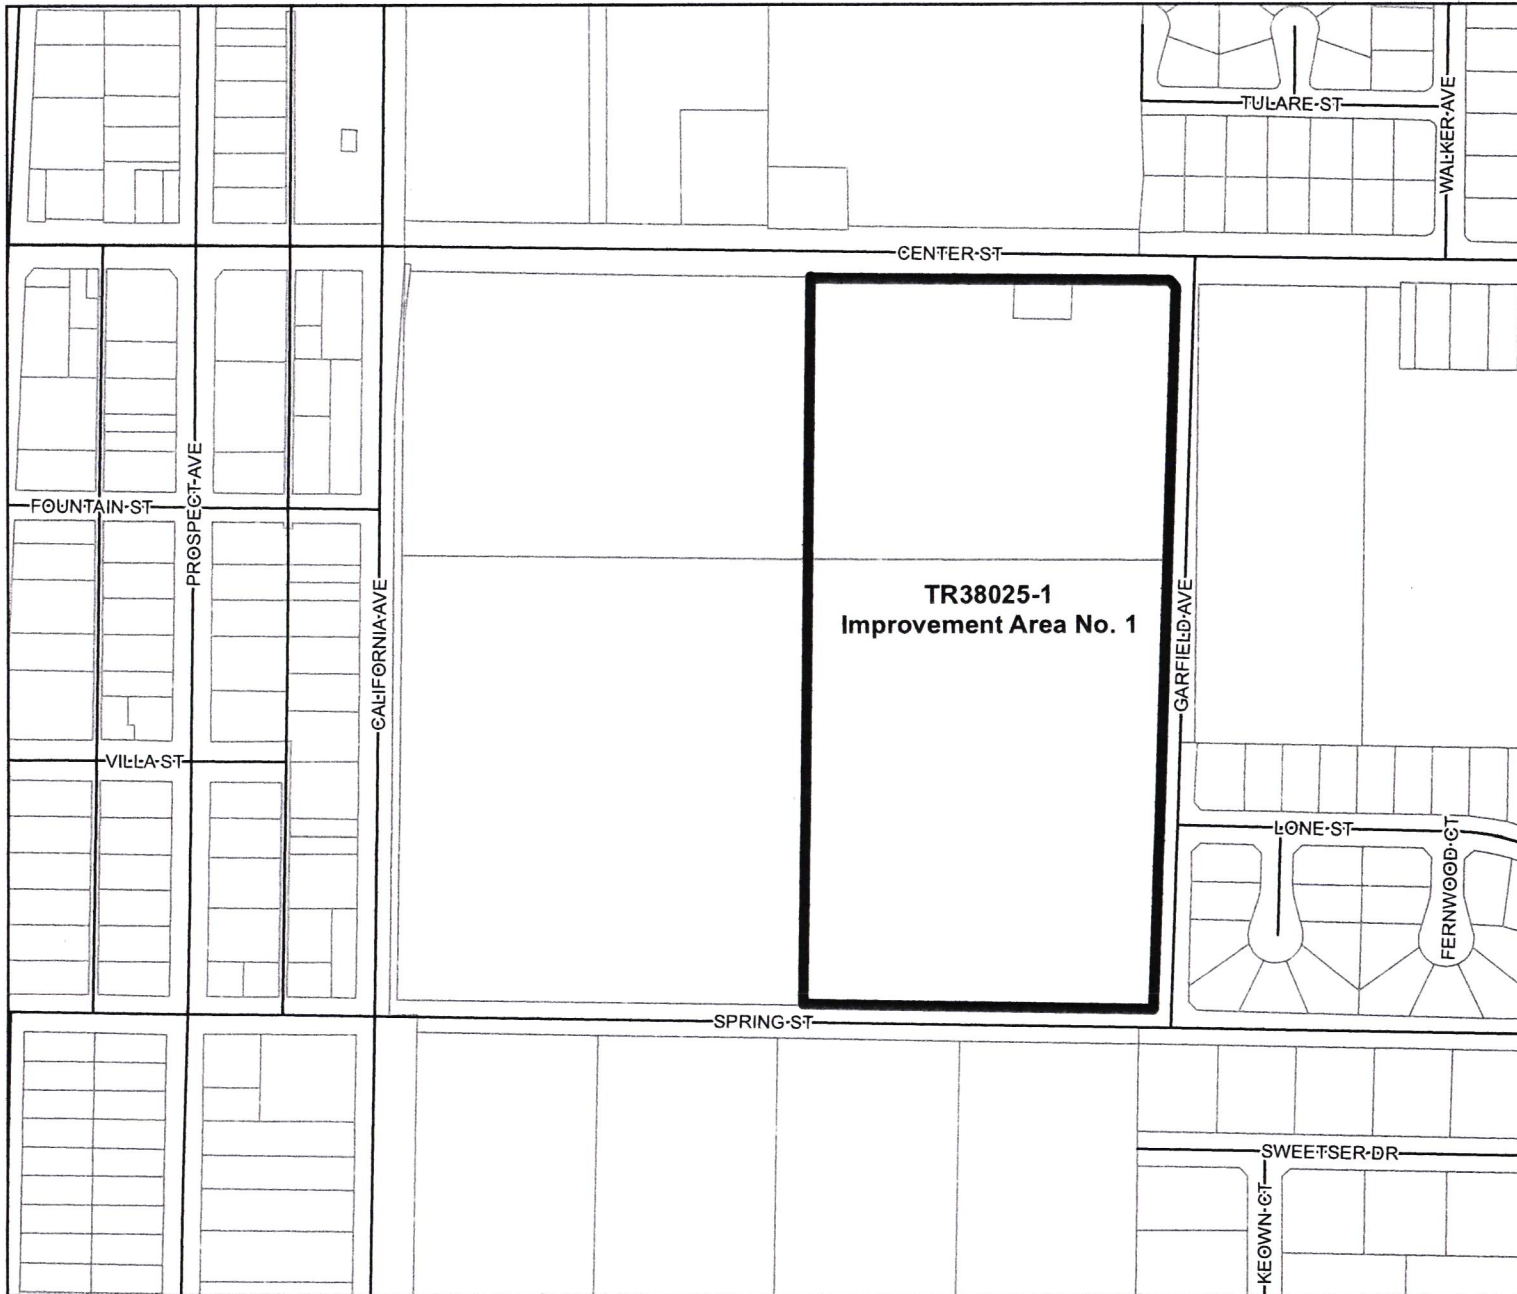 TULARE ST
WALKER AVE
CENTER ST
PROSPECT AVE
FOUNTAIN ST
CALIFORNIA AVE
TR38025-1
Improvement Area No. 1
GARFIELD AVE
VILLA ST
LONE ST
FERNWOOD CT
SPRING ST
SWEETSER DR
KEOWN CT